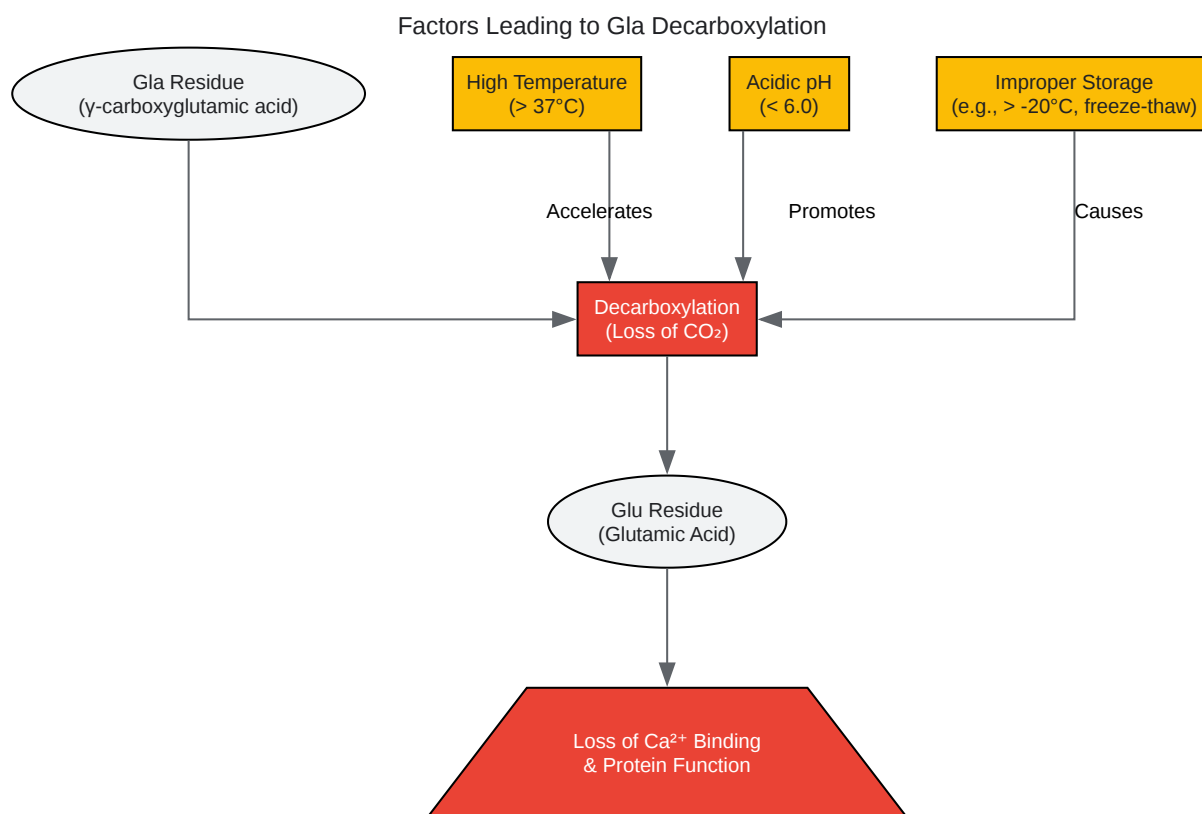 Factors Leading to Gla Decarboxylation
Gla Residue
(γ-carboxyglutamic acid)
High Temperature
(> 37°C)
Acidic pH
(< 6.0)
Improper Storage
(e.g., > -20°C, freeze-thaw)
Accelerates
Promotes
Causes
Decarboxylation
(Loss of CO₂)
Glu Residue
(Glutamic Acid)
Loss of Ca²⁺ Binding
& Protein Function